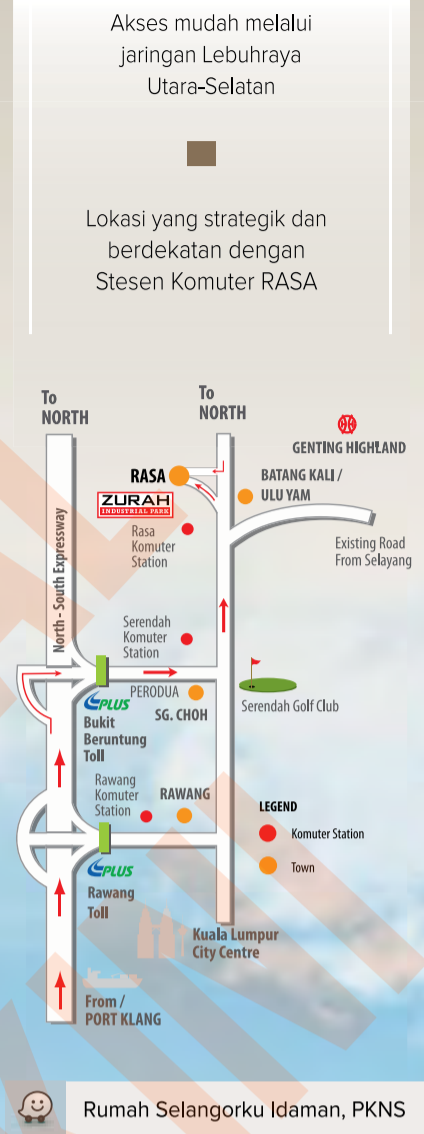 Akses mudah melalui
jaringan Lebuhraya
Utara-Selatan
Lokasi yang strategik dan
berdekatan dengan
Stesen Komuter RASA
To
NORTH
To
NORTH
GENTING HIGHLAND
RASA
BATANG KALI /
ULU YAM
ZURAH
INDUSTRIAL PARK
Rasa
Komuter
Station
Existing Road
From Selayang
North - South Expressway
Serendah
Komuter
Station
PERODUA
SG. CHOH
Serendah Golf Club
PLUS
Bukit
Beruntung
Toll
Rawang
Komuter
Station
RAWANG
LEGEND
Komuter Station
Town
PLUS
Rawang
Toll
Kuala Lumpur
City Centre
From /
PORT KLANG
Rumah Selangorku Idaman, PKNS